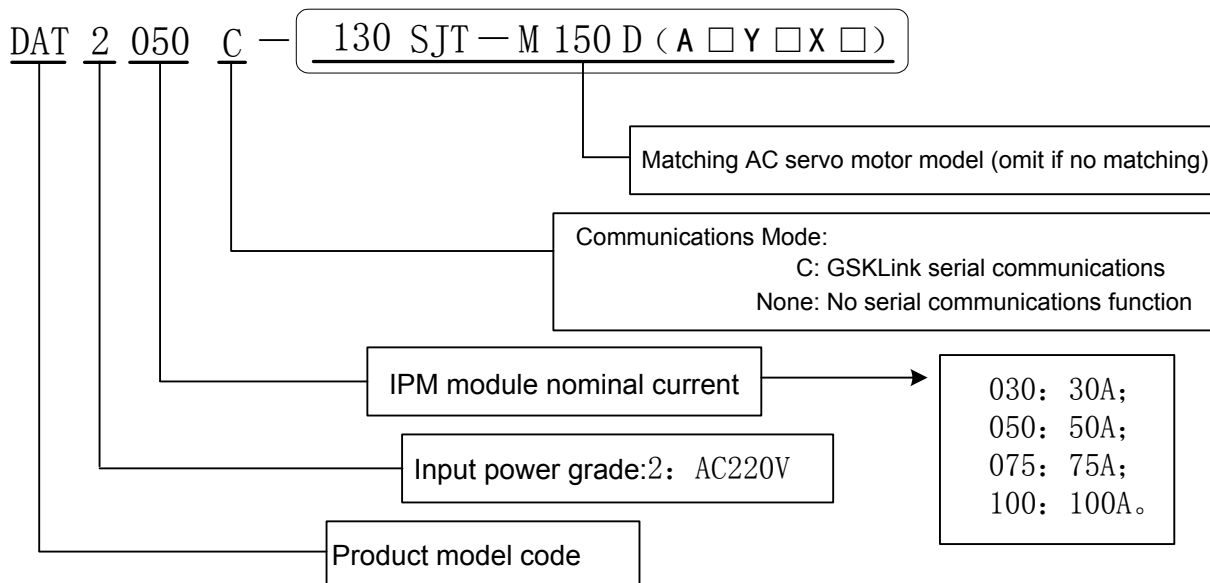 DAT 2 050 C — 130 SJT—M 150 D（A □ Y □ X □）
Matching AC servo motor model (omit if no matching)
Communications Mode:
C: GSKLink serial communications
None: No serial communications function
IPM module nominal current
030：30A；
050：50A；
075：75A；
100：100A。
Input power grade:2：AC220V
Product model code